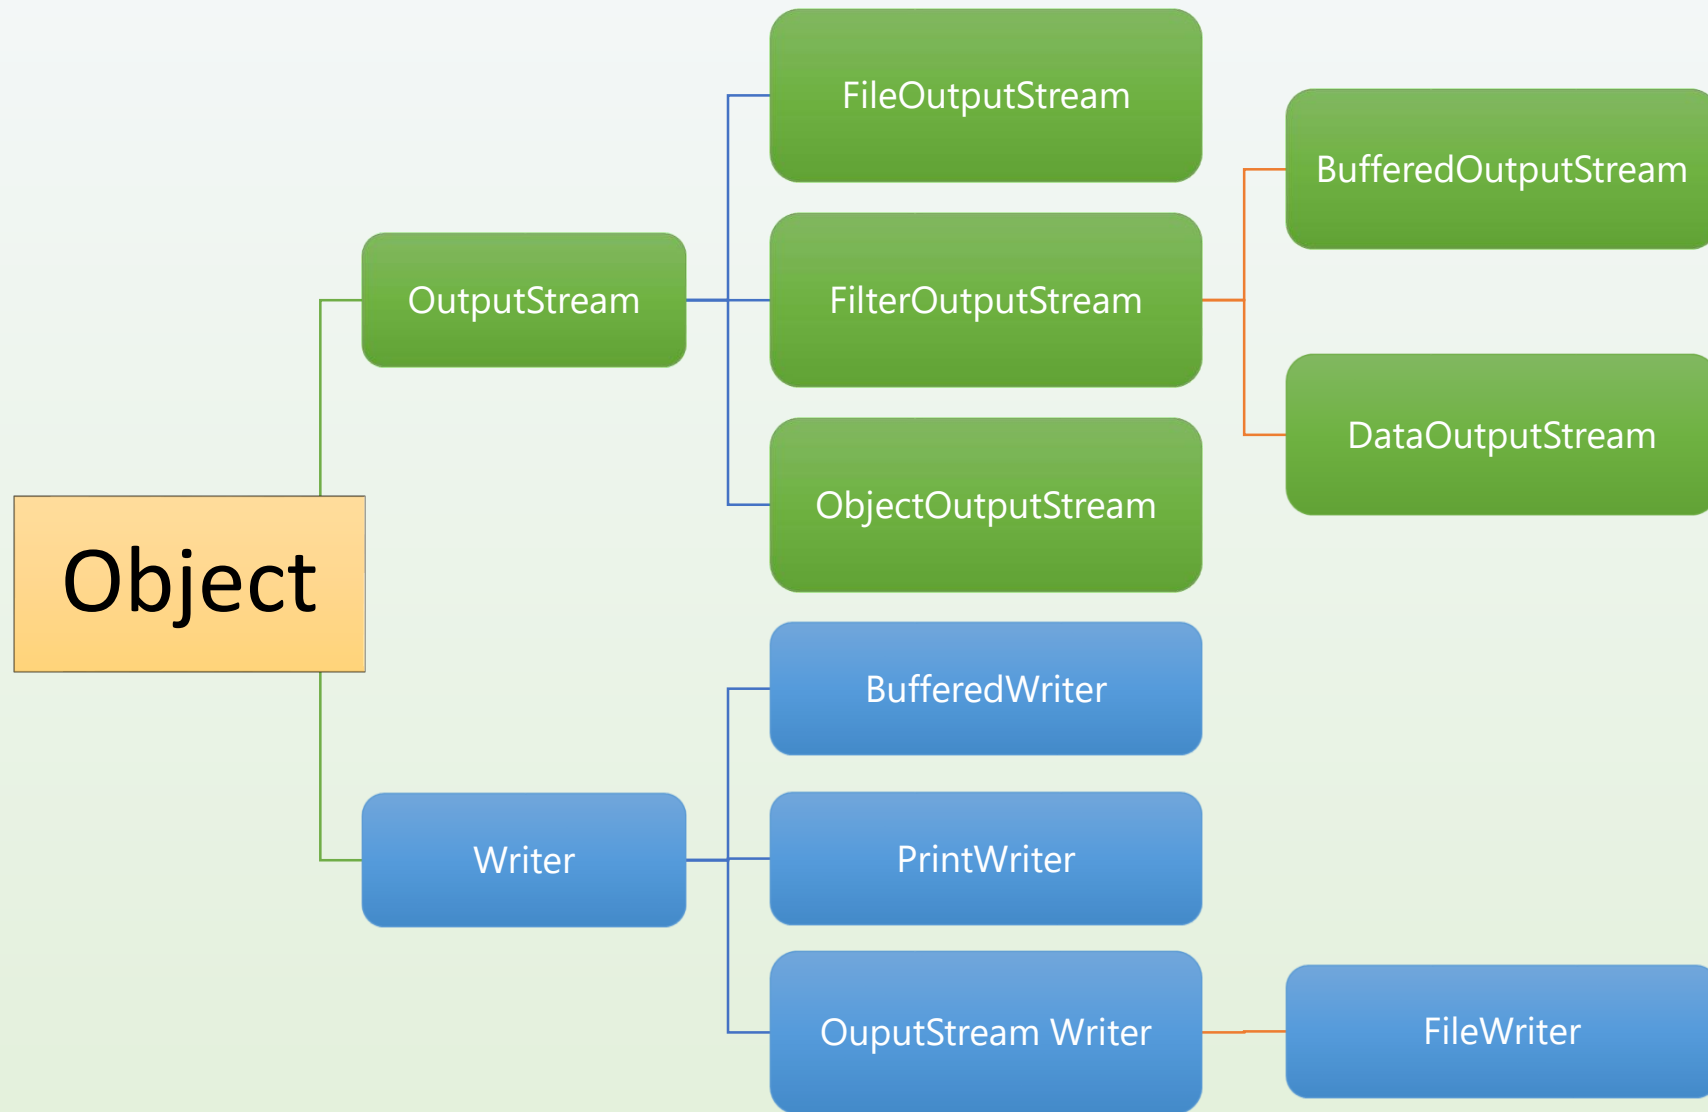 Object
OutputStream
FileOutputStream
FilterOutputStream
BufferedOutputStream
DataOutputStream
ObjectOutputStream
Writer
BufferedWriter
PrintWriter
OuputStream Writer
FileWriter